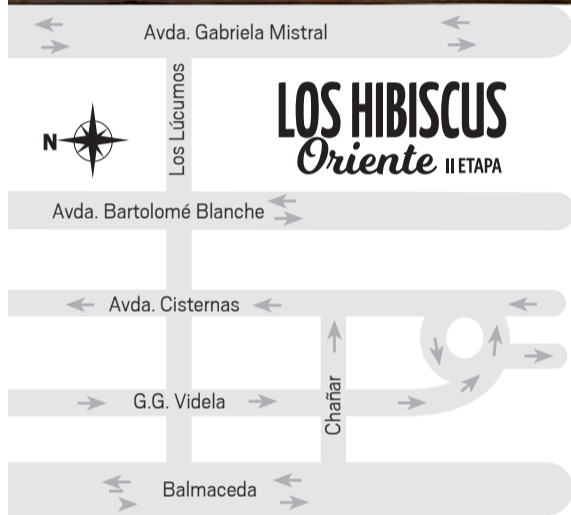 Avda. Gabriela Mistral
Los Lúcumos
LOS HIBISCUS
Oriente II ETAPA
N
Avda. Bartolomé Blanche
Avda. Cisternas
G.G. Videla
Chañar
Balmaceda